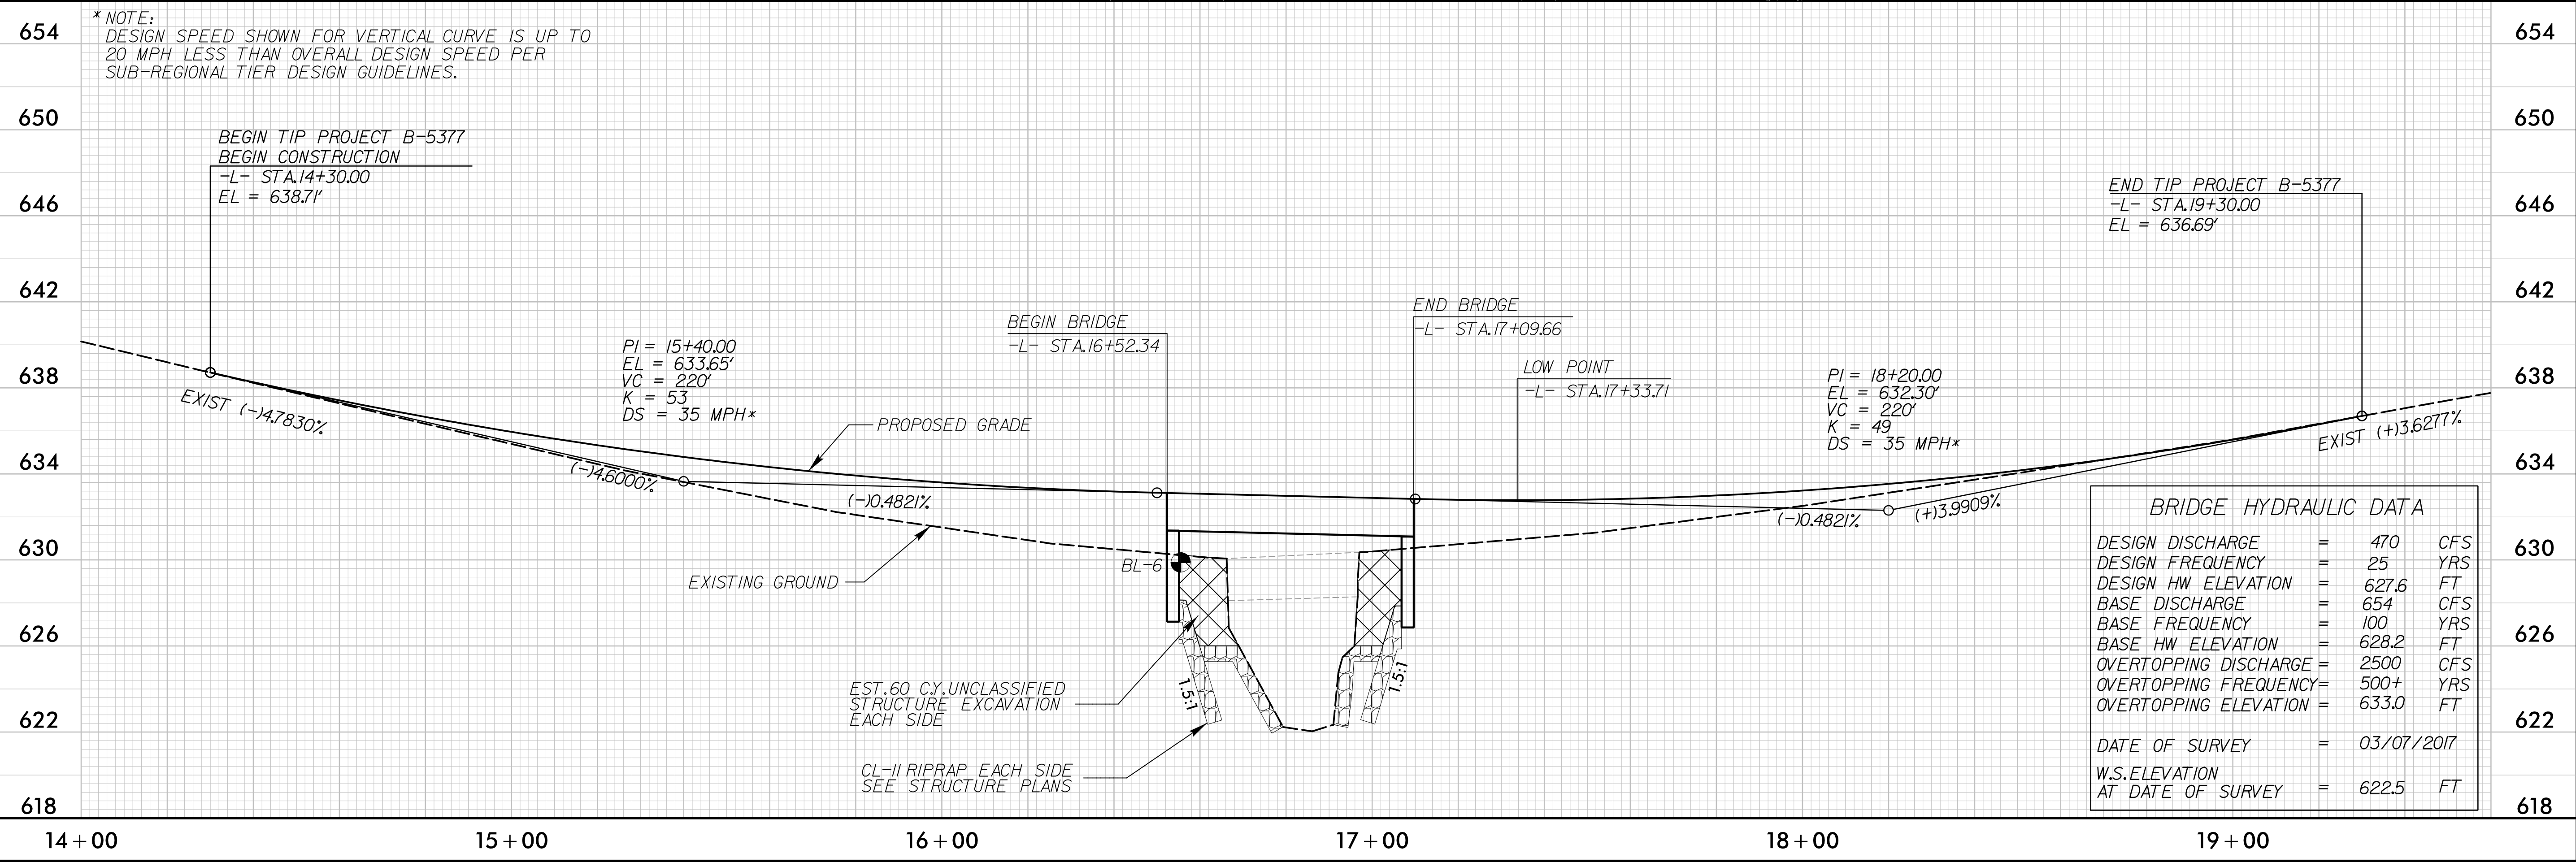 * NOTE:
DESIGN SPEED SHOWN FOR VERTICAL CURVE IS UP TO
20 MPH LESS THAN OVERALL DESIGN SPEED PER
SUB-REGIONAL TIER DESIGN GUIDELINES.
654
650
646
642
638
634
630
626
622
618
BEGIN TIP PROJECT B-5377
BEGIN CONSTRUCTION
-L- STA.14+30.00
EL = 638.71'
EXIST (-)4.7830%
PI = 15+40.00
EL = 633.65'
VC = 220'
K = 53
DS = 35 MPH*
(-)4.6000%
PROPOSED GRADE
(-)0.4821%
EXISTING GROUND
BEGIN BRIDGE
-L- STA.16+52.34
BL-6
EST.60 C.Y.UNCLASSIFIED
STRUCTURE EXCAVATION
EACH SIDE
1.5:1
CL-II RIPRAP EACH SIDE
SEE STRUCTURE PLANS
1.5:1
END BRIDGE
-L- STA.17+09.66
LOW POINT
-L- STA.17+33.71
PI = 18+20.00
EL = 632.30'
VC = 220'
K = 49
DS = 35 MPH*
(-)0.4821%
(+)3.9909%
END TIP PROJECT B-5377
-L- STA.19+30.00
EL = 636.69'
EXIST (+)3.6277%
BRIDGE HYDRAULIC DATA
DESIGN DISCHARGE = 470 CFS
DESIGN FREQUENCY = 25 YRS
DESIGN HW ELEVATION = 627.6 FT
BASE DISCHARGE = 654 CFS
BASE FREQUENCY = 100 YRS
BASE HW ELEVATION = 628.2 FT
OVERTOPPING DISCHARGE = 2500 CFS
OVERTOPPING FREQUENCY = 500+ YRS
OVERTOPPING ELEVATION = 633.0 FT
DATE OF SURVEY = 03/07/2017
W.S.ELEVATION
AT DATE OF SURVEY = 622.5 FT
654
650
646
642
638
634
630
626
622
618
14+00 15+00 16+00 17+00 18+00 19+00